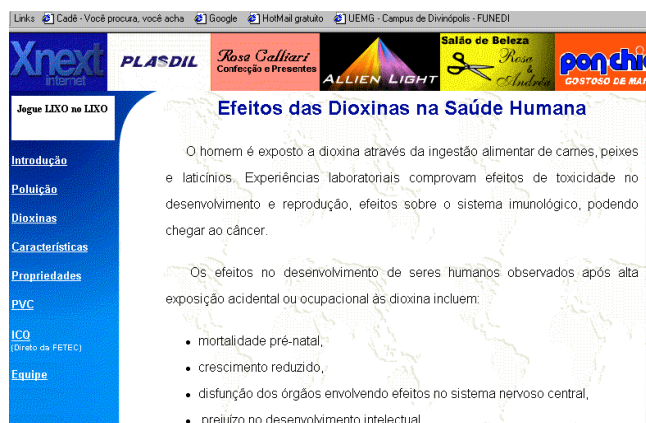 Links Cadê - Você procura, você acha Google HotMail gratuito UEMG - Campus de Divinópolis - FUNEDI
Xnext
internet
PLASDIL
Rosa Galliari
Confecção e Presentes
ALLIEN LIGHT
Salão de Beleza
Rosa
&
Andréa
GOSTOSO DE
Jogue LIXO no LIXO
Introdução
Poluição
Dioxinas
Características
Propriedades
PVC
ICQ
(Direto da FETEC)
Equipe
Efeitos das Dioxinas na Saúde Humana
O homem é exposto a dioxina através da ingestão alimentar de carnes, peixes
e laticínios. Experiências laboratoriais comprovam efeitos de toxicidade no
desenvolvimento e reprodução, efeitos sobre o sistema imunológico, podendo
chegar ao câncer.
Os efeitos no desenvolvimento de seres humanos observados após alta
exposição acidental ou ocupacional às dioxina incluem:
mortalidade pré-natal,
crescimento reduzido,
disfunção dos órgãos envolvendo efeitos no sistema nervoso central,
prejuízo no desenvolvimento intelectual